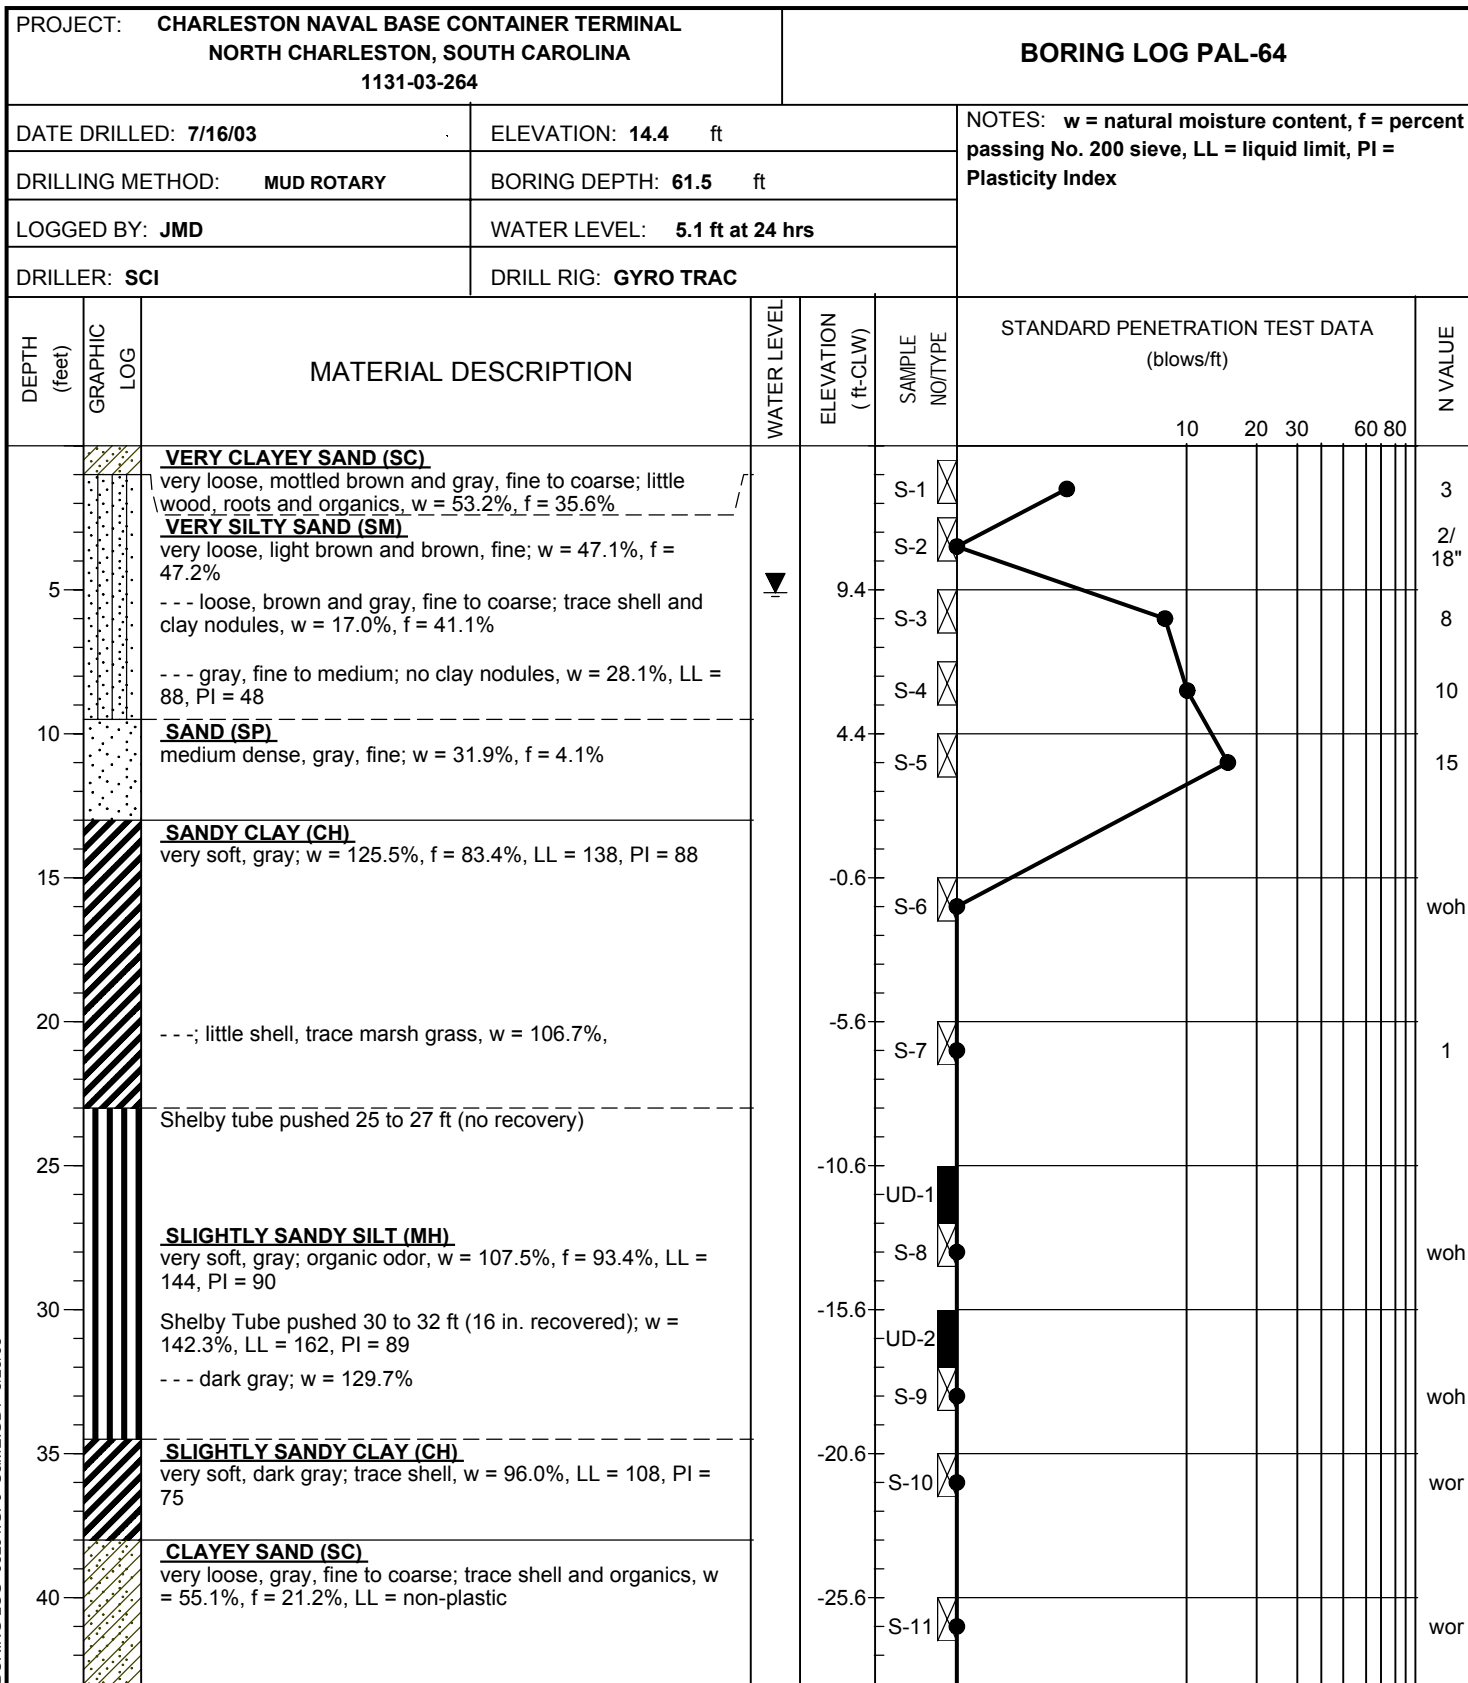 PROJECT: CHARLESTON NAVAL BASE CONTAINER TERMINAL
NORTH CHARLESTON, SOUTH CAROLINA
1131-03-264
BORING LOG PAL-64
DATE DRILLED: 7/16/03
ELEVATION: 14.4 ft
NOTES: w = natural moisture content, f = percent
passing No. 200 sieve, LL = liquid limit, PI =
Plasticity Index
DRILLING METHOD: MUD ROTARY
BORING DEPTH: 61.5 ft
LOGGED BY: JMD
WATER LEVEL: 5.1 ft at 24 hrs
DRILLER: SCI
DRILL RIG: GYRO TRAC
DEPTH
(feet)
GRAPHIC
LOG
MATERIAL DESCRIPTION
WATER LEVEL
ELEVATION
( ft-CLW)
SAMPLE
NO/TYPE
STANDARD PENETRATION TEST DATA
(blows/ft)
10 20 30 60 80
N VALUE
VERY CLAYEY SAND (SC)
very loose, mottled brown and gray, fine to coarse; little
wood, roots and organics, w = 53.2%, f = 35.6%
S-1
3
VERY SILTY SAND (SM)
very loose, light brown and brown, fine; w = 47.1%, f =
47.2%
S-2
2/
18"
5
9.4
- - - loose, brown and gray, fine to coarse; trace shell and
clay nodules, w = 17.0%, f = 41.1%
S-3
8
- - - gray, fine to medium; no clay nodules, w = 28.1%, LL =
88, PI = 48
S-4
10
10
4.4
SAND (SP)
medium dense, gray, fine; w = 31.9%, f = 4.1%
S-5
15
SANDY CLAY (CH)
very soft, gray; w = 125.5%, f = 83.4%, LL = 138, PI = 88
15
-0.6
S-6
woh
20
-5.6
- - -; little shell, trace marsh grass, w = 106.7%,
S-7
1
Shelby tube pushed 25 to 27 ft (no recovery)
25
-10.6
UD-1
SLIGHTLY SANDY SILT (MH)
very soft, gray; organic odor, w = 107.5%, f = 93.4%, LL =
144, PI = 90
S-8
woh
30
-15.6
Shelby Tube pushed 30 to 32 ft (16 in. recovered); w =
142.3%, LL = 162, PI = 89
UD-2
- - - dark gray; w = 129.7%
S-9
woh
35
-20.6
SLIGHTLY SANDY CLAY (CH)
very soft, dark gray; trace shell, w = 96.0%, LL = 108, PI =
75
S-10
wor
CLAYEY SAND (SC)
very loose, gray, fine to coarse; trace shell and organics, w
= 55.1%, f = 21.2%, LL = non-plastic
40
-25.6
S-11
wor